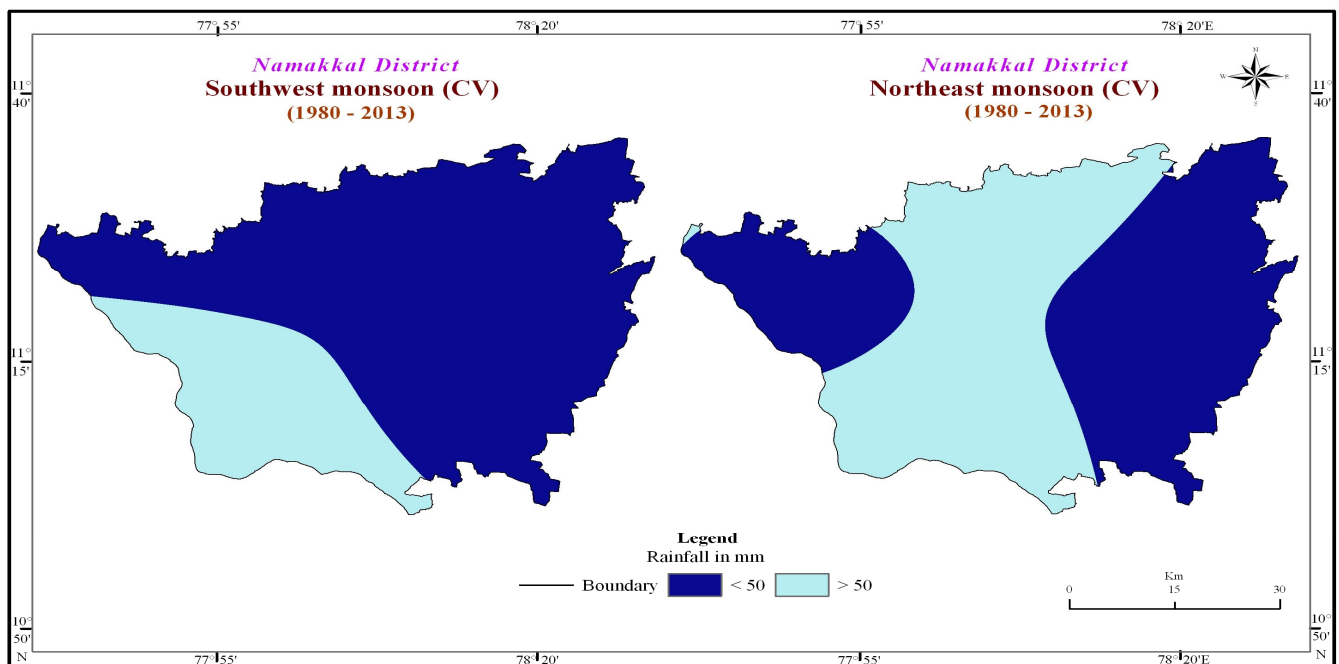 77° 55'
78° 20'
77° 55'
78° 20'E
Namakkal District
Southwest monsoon (CV)
(1980 - 2013)
Namakkal District
Northeast monsoon (CV)
(1980 - 2013)
N
W
E
S
11°
40'
11°
40'
11°
15'
11°
15'
Legend
Rainfall in mm
Boundary < 50 > 50
Km
0 15 30
10°
50'
N
10°
50'
N
77° 55'
78° 20'
77° 55'
78° 20'E